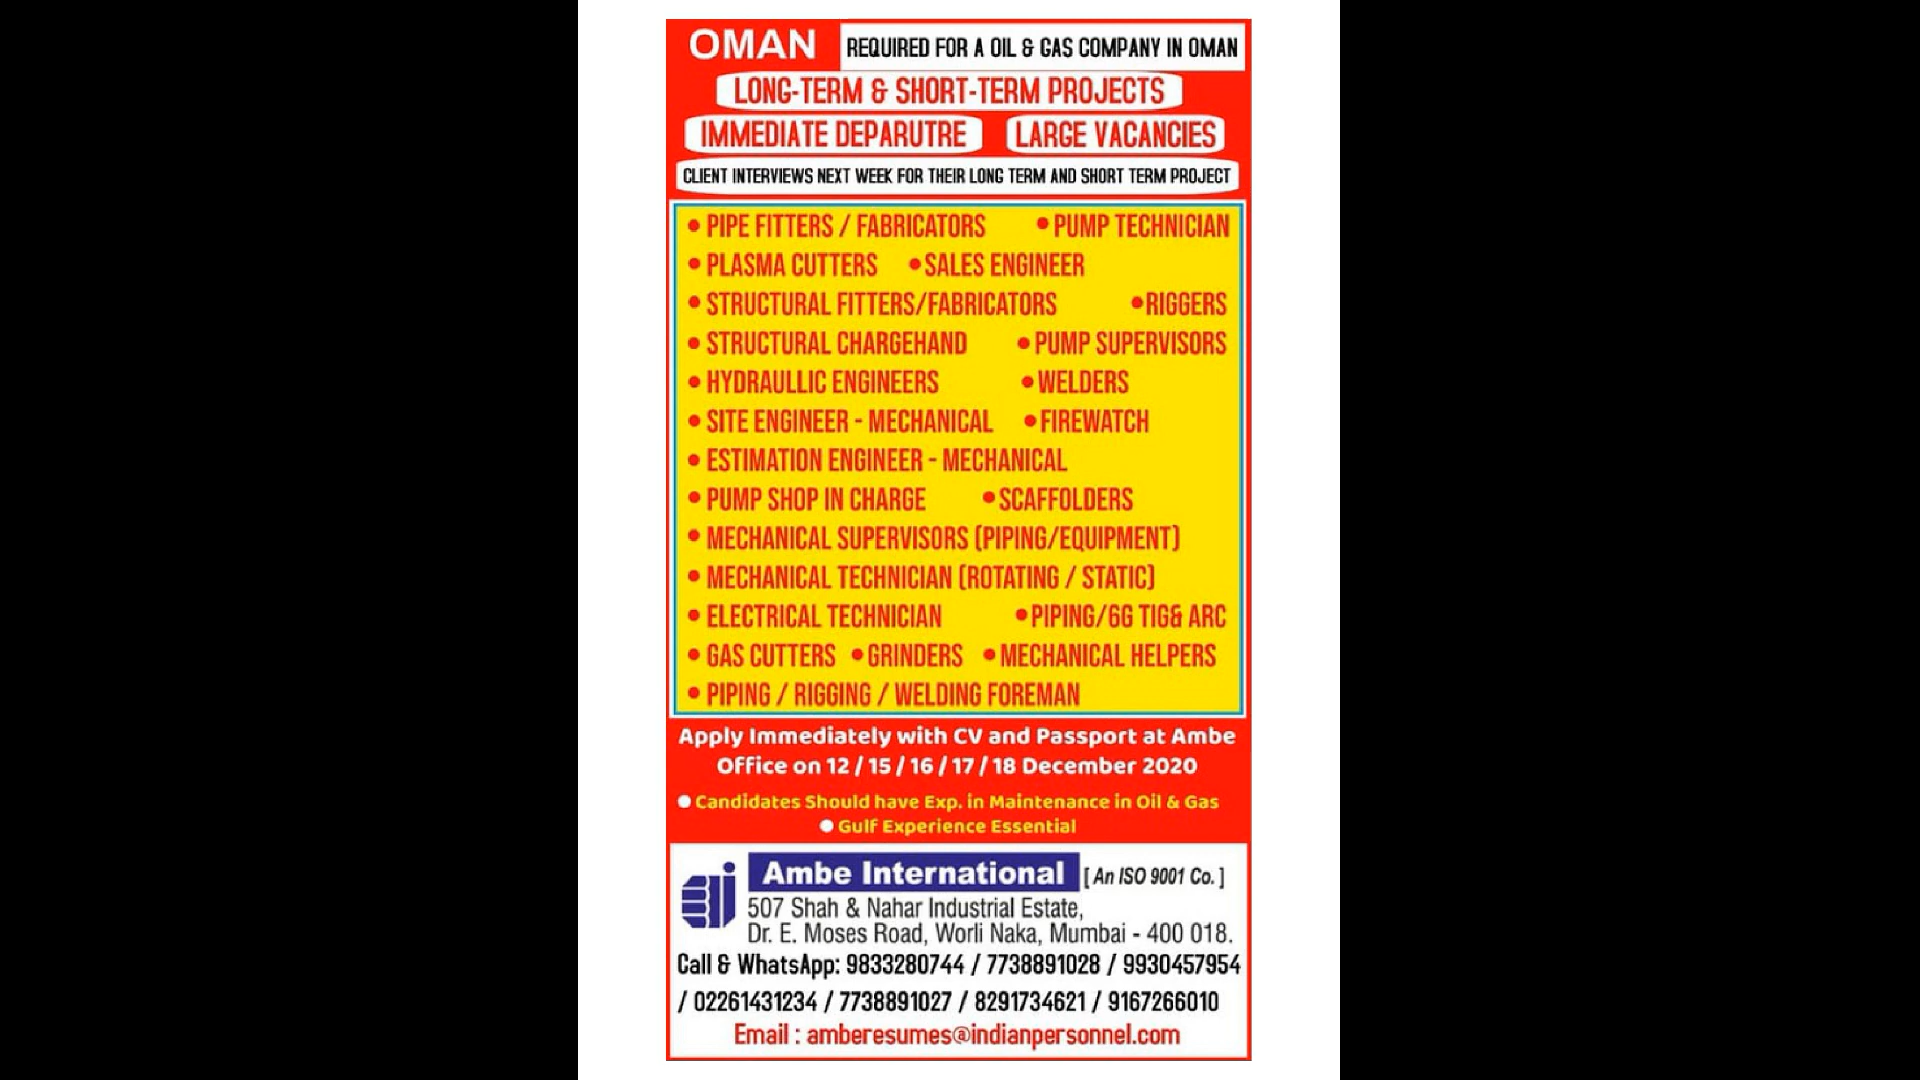 OMAN
REQUIRED FOR A OIL & GAS COMPANY IN OMAN
LONG-TERM & SHORT-TERM PROJECTS
IMMEDIATE DEPARUTRE LARGE VACANCIES
CLIENT INTERVIEWS NEXT WEEK FOR THEIR LONG TERM AND SHORT TERM PROJECT
• PIPE FITTERS / FABRICATORS • PUMP TECHNICIAN
• PLASMA CUTTERS • SALES ENGINEER
• STRUCTURAL FITTERS/FABRICATORS • RIGGERS
• STRUCTURAL CHARGEHAND • PUMP SUPERVISORS
• HYDRAULLIC ENGINEERS • WELDERS
• SITE ENGINEER - MECHANICAL • FIREWATCH
• ESTIMATION ENGINEER - MECHANICAL
• PUMP SHOP IN CHARGE • SCAFFOLDERS
• MECHANICAL SUPERVISORS (PIPING/EQUIPMENT)
• MECHANICAL TECHNICIAN (ROTATING / STATIC)
• ELECTRICAL TECHNICIAN • PIPING/6G TIG& ARC
• GAS CUTTERS • GRINDERS • MECHANICAL HELPERS
• PIPING / RIGGING / WELDING FOREMAN
Apply Immediately with CV and Passport at Ambe
Office on 12 / 15 / 16 / 17 / 18 December 2020
• Candidates Should have Exp. in Maintenance in Oil & Gas
• Gulf Experience Essential
Ambe International [ An ISO 9001 Co. ]
507 Shah & Nahar Industrial Estate,
Dr. E. Moses Road, Worli Naka, Mumbai - 400 018.
Call & WhatsApp: 9833280744 / 7738891028 / 9930457954
/ 02261431234 / 7738891027 / 8291734621 / 9167266010
Email : amberesumes@indianpersonnel.com